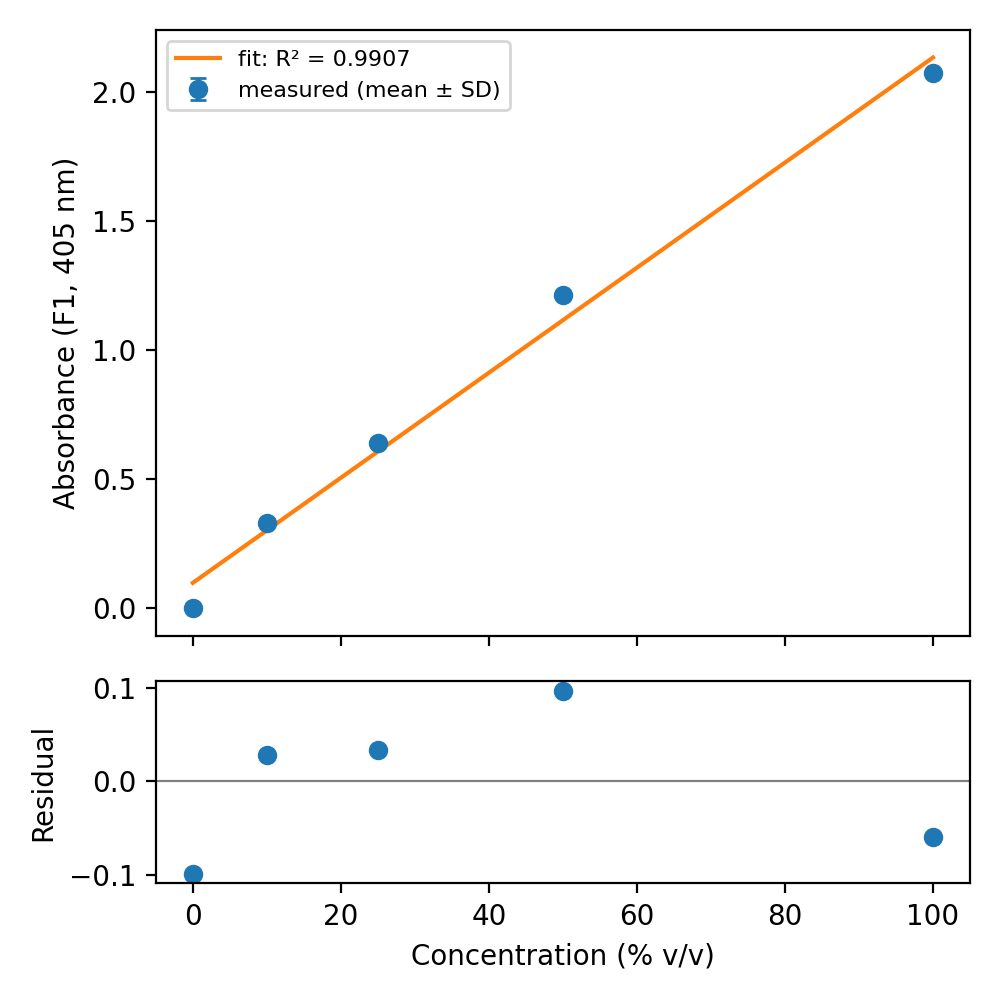 fit: R² = 0.9907
measured (mean ± SD)
Absorbance (F1, 405 nm)
2.0
1.5
1.0
0.5
0.0
Residual
0.1
0.0
−0.1
0 20 40 60 80 100
Concentration (% v/v)